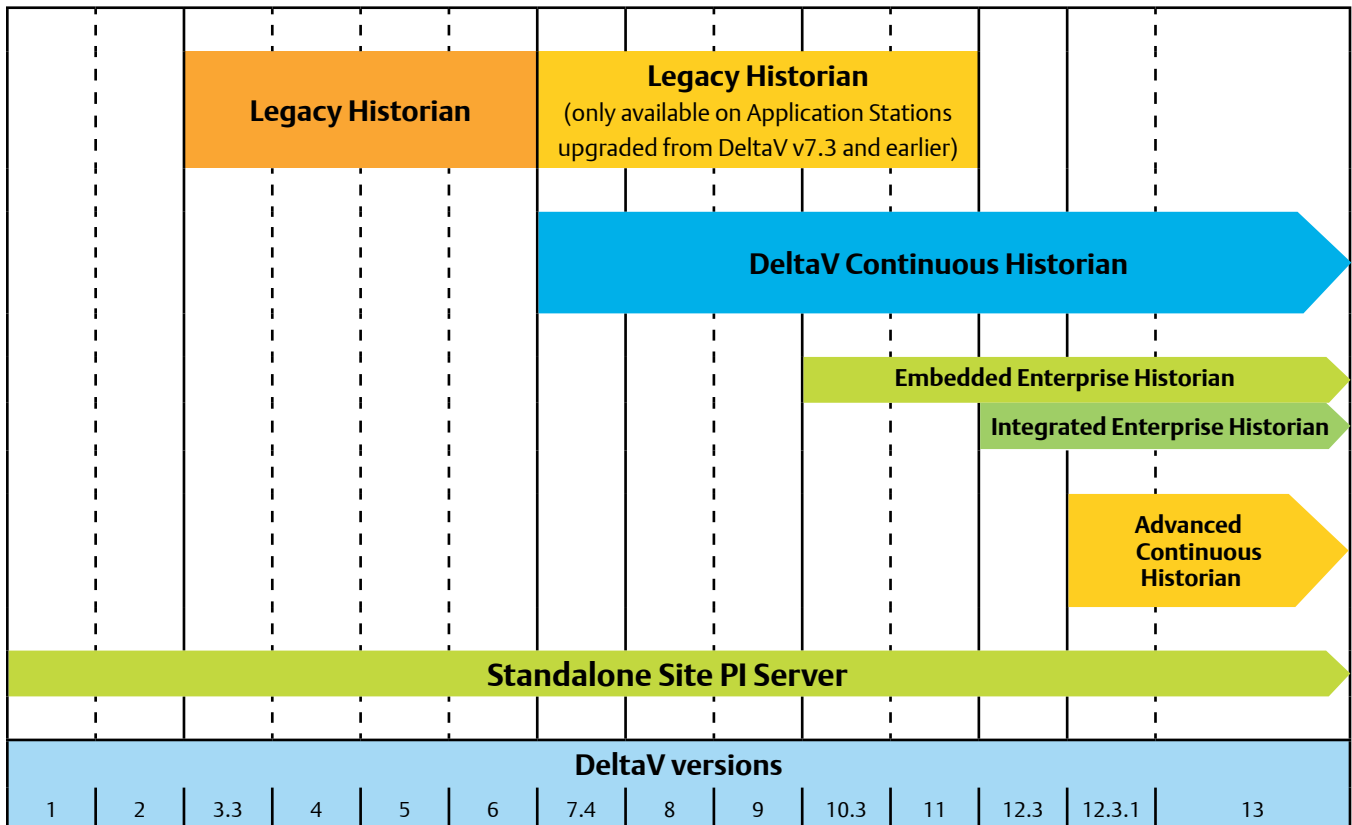 Legacy Historian
Legacy Historian
(only available on Application Stations
upgraded from DeltaV v7.3 and earlier)
DeltaV Continuous Historian
Embedded Enterprise Historian
Integrated Enterprise Historian
Advanced
Continuous
Historian
Standalone Site PI Server
DeltaV versions
1 2 3.3 4 5 6 7.4 8 9 10.3 11 12.3 12.3.1 13